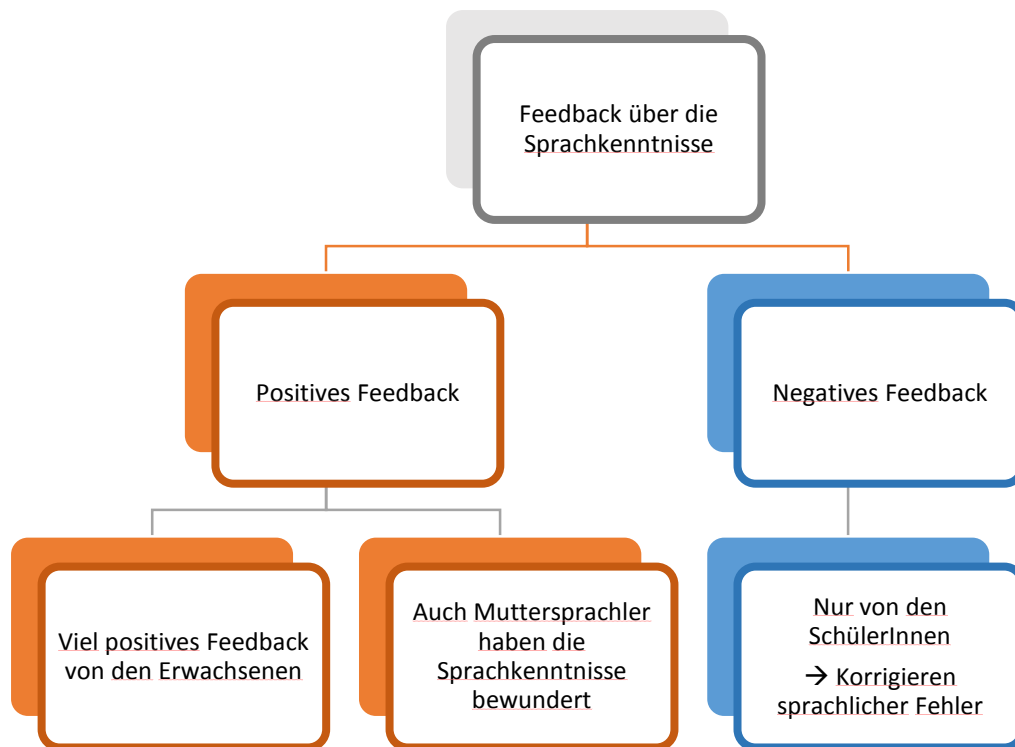 Feedback über die
Sprachkenntnisse
Positives Feedback
Negatives Feedback
Viel positives Feedback
von den Erwachsenen
Auch Muttersprachler
haben die
Sprachkenntnisse
bewundert
Nur von den
SchülerInnen
→ Korrigieren
sprachlicher Fehler